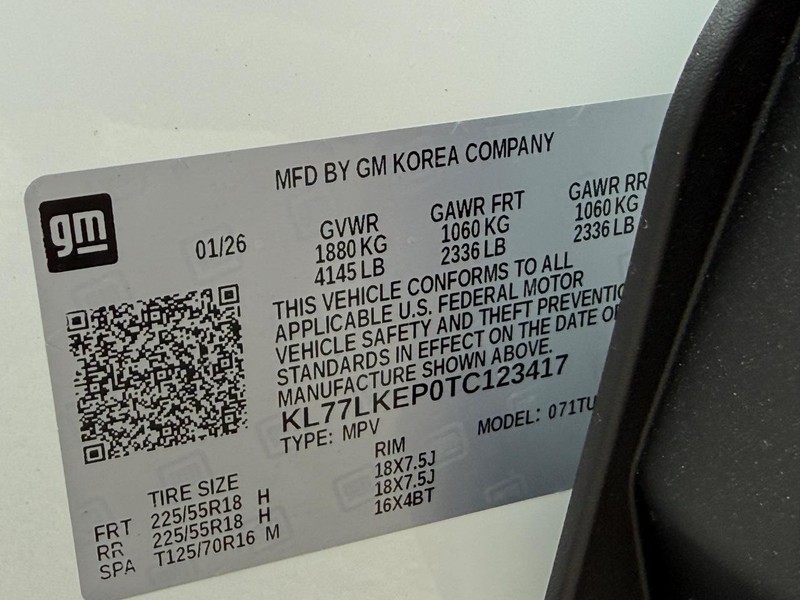 MFD BY GM KOREA COMPANY
gm
01/26
GVWR
1880 KG
4145 LB
GAWR FRT
1060 KG
2336 LB
GAWR RR
1060 KG
2336 LB
THIS VEHICLE CONFORMS TO ALL
APPLICABLE U.S. FEDERAL MOTOR
VEHICLE SAFETY AND THEFT PREVENTIO
STANDARDS IN EFFECT ON THE DATE OF
MANUFACTURE SHOWN ABOVE.
KL77LKEP0TC123417
TYPE: MPV
MODEL: 071TU
TIRE SIZE RIM
FRT 225/55R18 H 18X7.5J
RR 225/55R18 H 18X7.5J
SPA T125/70R16 M 16X4BT